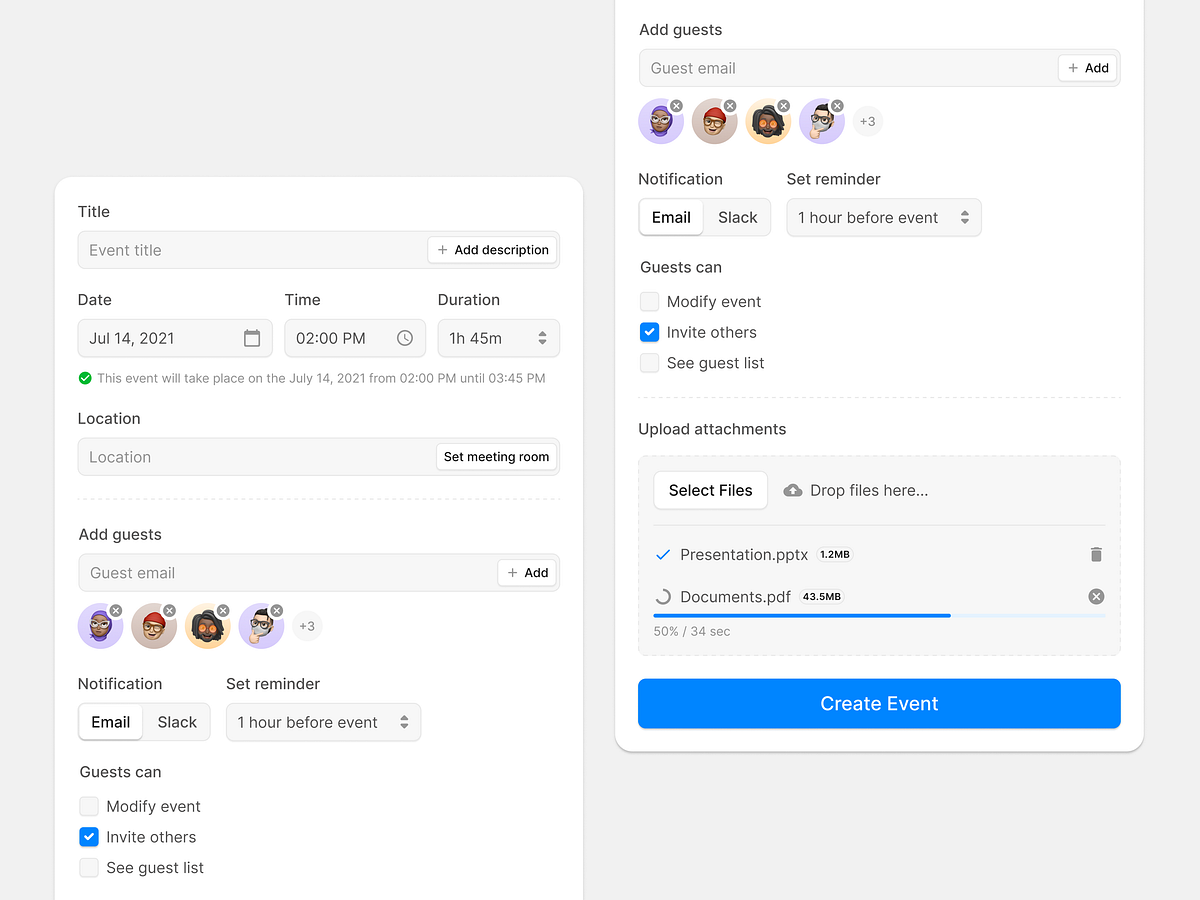 Title
Event title
+ Add description
Date Time Duration
Jul 14, 2021 02:00 PM 1h 45m
This event will take place on the July 14, 2021 from 02:00 PM until 03:45 PM
Location
Location Set meeting room
Add guests
Guest email + Add
+3
Notification Set reminder
Email Slack 1 hour before event
Guests can
Modify event
Invite others
See guest list
Add guests
Guest email + Add
+3
Notification Set reminder
Email Slack 1 hour before event
Guests can
Modify event
Invite others
See guest list
Upload attachments
Select Files Drop files here...
Presentation.pptx 1.2MB
Documents.pdf 43.5MB
50% / 34 sec
Create Event